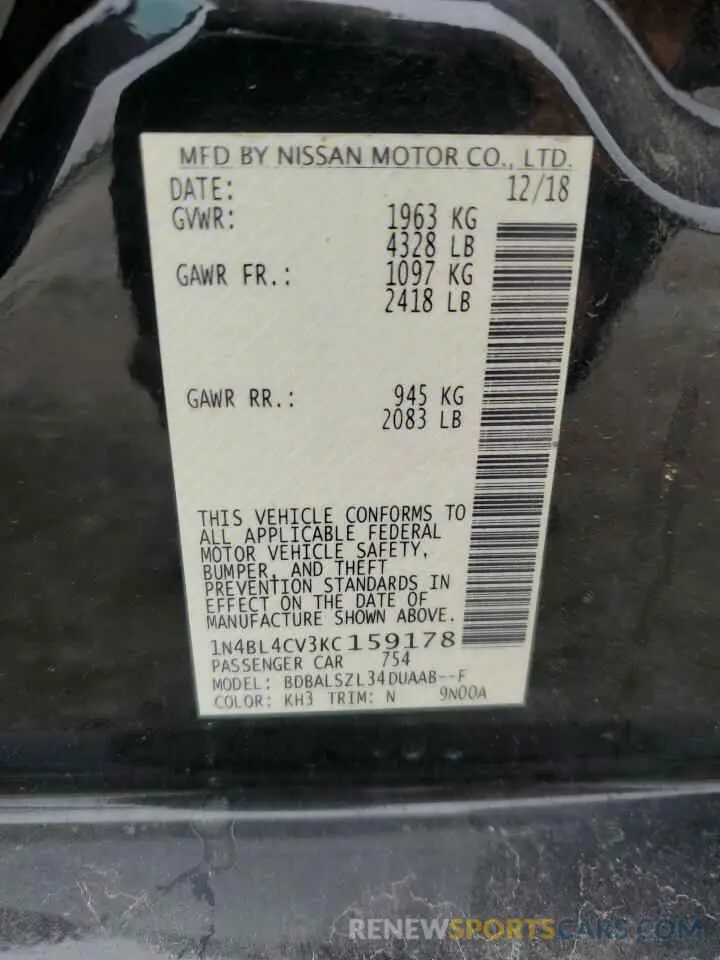 MFD BY NISSAN MOTOR CO., LTD.
DATE: 12/18
GVWR: 1963 KG
4328 LB
GAWR FR.: 1097 KG
2418 LB
GAWR RR.: 945 KG
2083 LB
THIS VEHICLE CONFORMS TO
ALL APPLICABLE FEDERAL
MOTOR VEHICLE SAFETY,
BUMPER, AND THEFT
PREVENTION STANDARDS IN
EFFECT ON THE DATE OF
MANUFACTURE SHOWN ABOVE.
1N4BL4CV3KC159178
PASSENGER CAR 754
MODEL: BDBALSZL34DUAAB--F
COLOR: KH3 TRIM: N 9N00A
RENEWSPORTSCARS.COM